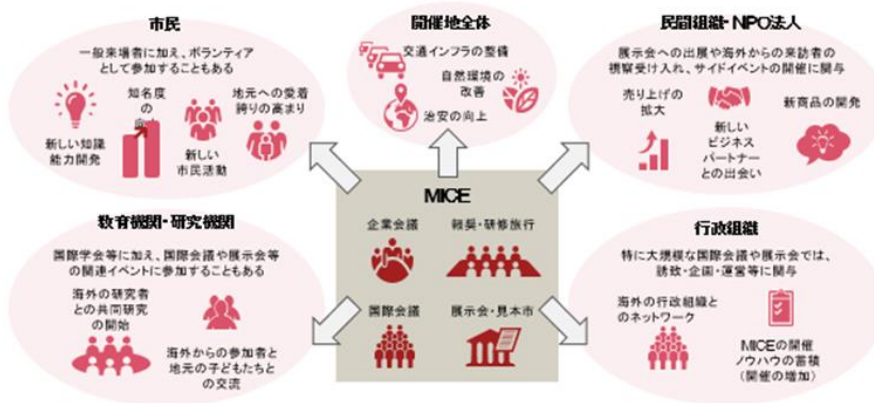 市民
一般来場者に加え、ボランティア
として参加することもある
知名度
の
地元への愛着
誇りの高まり
新しい知識
能力開発
新しい
市民活動
開催地全体
交通インフラの整備
自然環境の
改善
治安の向上
民間組織・NPO法人
展示会への出展や海外からの来訪者の
視察受け入れ、サイドイベントの開催に関与
売り上げの
拡大
新しい
ビジネス
パートナー
との出会い
新商品の開発
MICE
企業会議
報奨・研修旅行
国際会議
展示会・見本市
教育機関・研究機関
国際学会等に加え、国際会議や展示会等
の関連イベントに参加することもある
海外の研究者
との共同研究
の開始
海外からの参加者と
地元の子どもたちと
の交流
行政組織
特に大規模な国際会議や展示会では、
誘致・企画・運営等に関与
海外の行政組織と
のネットワーク
MICEの開催
ノウハウの蓄積
(開催の増加)